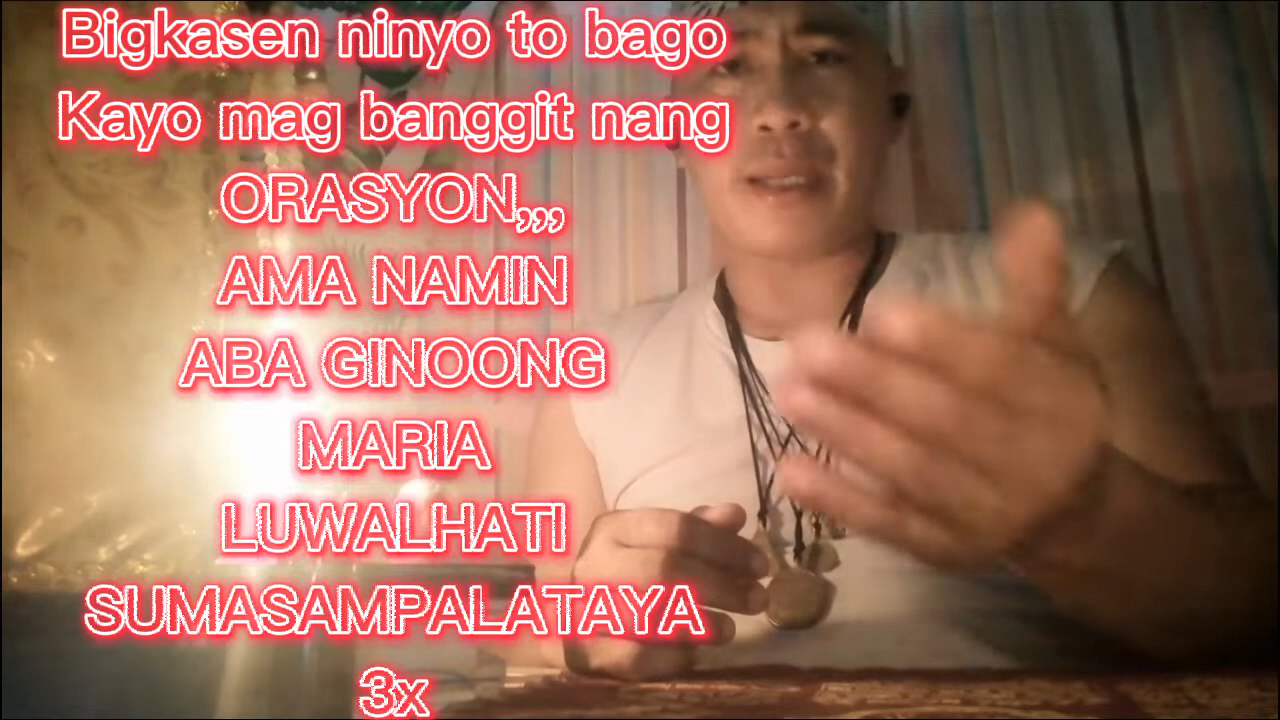 Bigkasen ninyo to bago
Kayo mag banggit nang
ORASYON,,,
AMA NAMIN
ABA GINOONG
MARIA
LUWALHATI
SUMASAMPALATAYA
3x